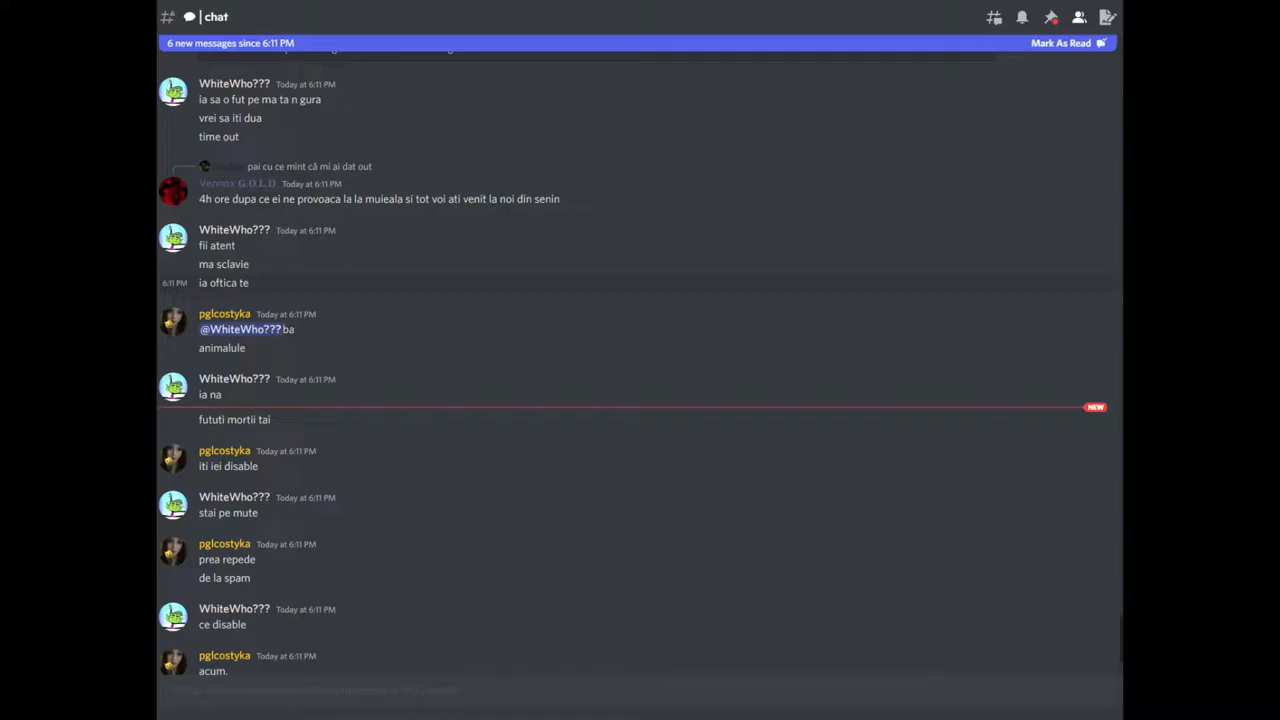 chat
6 new messages since 6:11 PM
Mark As Read
WhiteWho??? Today at 6:11 PM
ia sa o fut pe ma ta n gura
vrei sa iti dua
time out
pai cu ce mint că mi ai dat out
Vennox G.O.L.D Today at 6:11 PM
4h ore dupa ce ei ne provoaca la la muieala si tot voi ati venit la noi din senin
WhiteWho??? Today at 6:11 PM
fii atent
ma sclavie
6:11 PM ia oftica te
pglcostyka Today at 6:11 PM
@WhiteWho??? ba
animalule
WhiteWho??? Today at 6:11 PM
ia na
NEW
fututi mortii tai
pglcostyka Today at 6:11 PM
iti iei disable
WhiteWho??? Today at 6:11 PM
stai pe mute
pglcostyka Today at 6:11 PM
prea repede
de la spam
WhiteWho??? Today at 6:11 PM
ce disable
pglcostyka Today at 6:11 PM
acum.